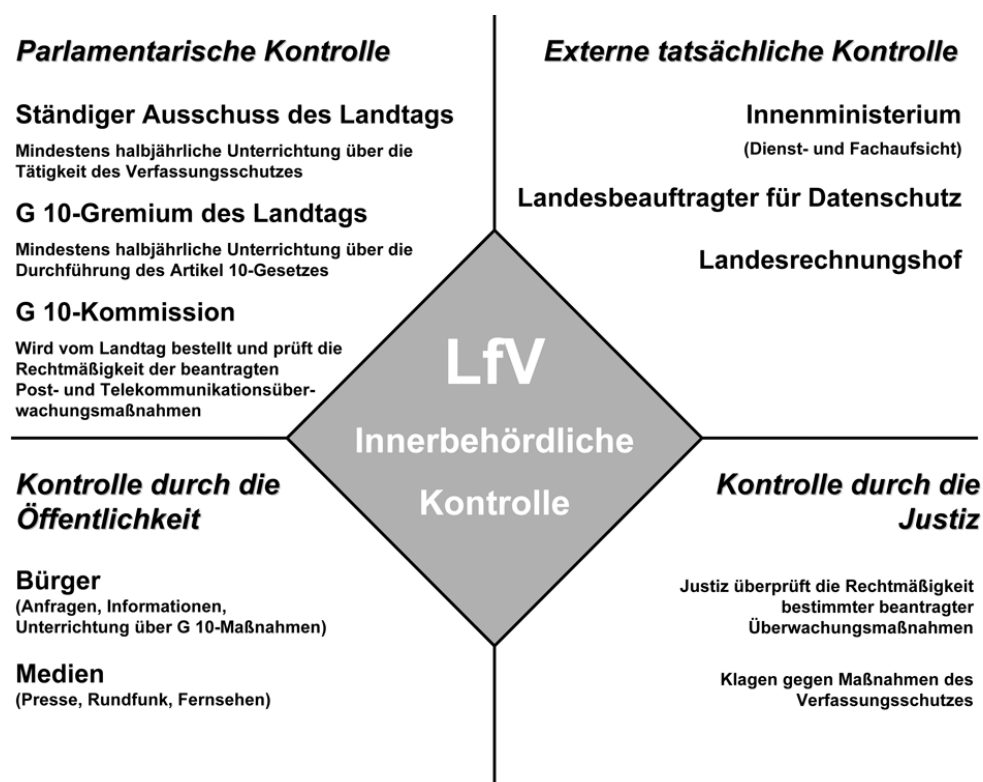 Parlamentarische Kontrolle
Ständiger Ausschuss des Landtags
Mindestens halbjährliche Unterrichtung über die
Tätigkeit des Verfassungsschutzes
G 10-Gremium des Landtags
Mindestens halbjährliche Unterrichtung über die
Durchführung des Artikel 10-Gesetzes
G 10-Kommission
Wird vom Landtag bestellt und prüft die
Rechtmäßigkeit der beantragten
Post- und Telekommunikationsüber-
wachungsmaßnahmen
Externe tatsächliche Kontrolle
Innenministerium
(Dienst- und Fachaufsicht)
Landesbeauftragter für Datenschutz
Landesrechnungshof
LfV
Innerbehördliche
Kontrolle
Kontrolle durch die
Öffentlichkeit
Bürger
(Anfragen, Informationen,
Unterrichtung über G 10-Maßnahmen)
Medien
(Presse, Rundfunk, Fernsehen)
Kontrolle durch die
Justiz
Justiz überprüft die Rechtmäßigkeit
bestimmter beantragter
Überwachungsmaßnahmen
Klagen gegen Maßnahmen des
Verfassungsschutzes